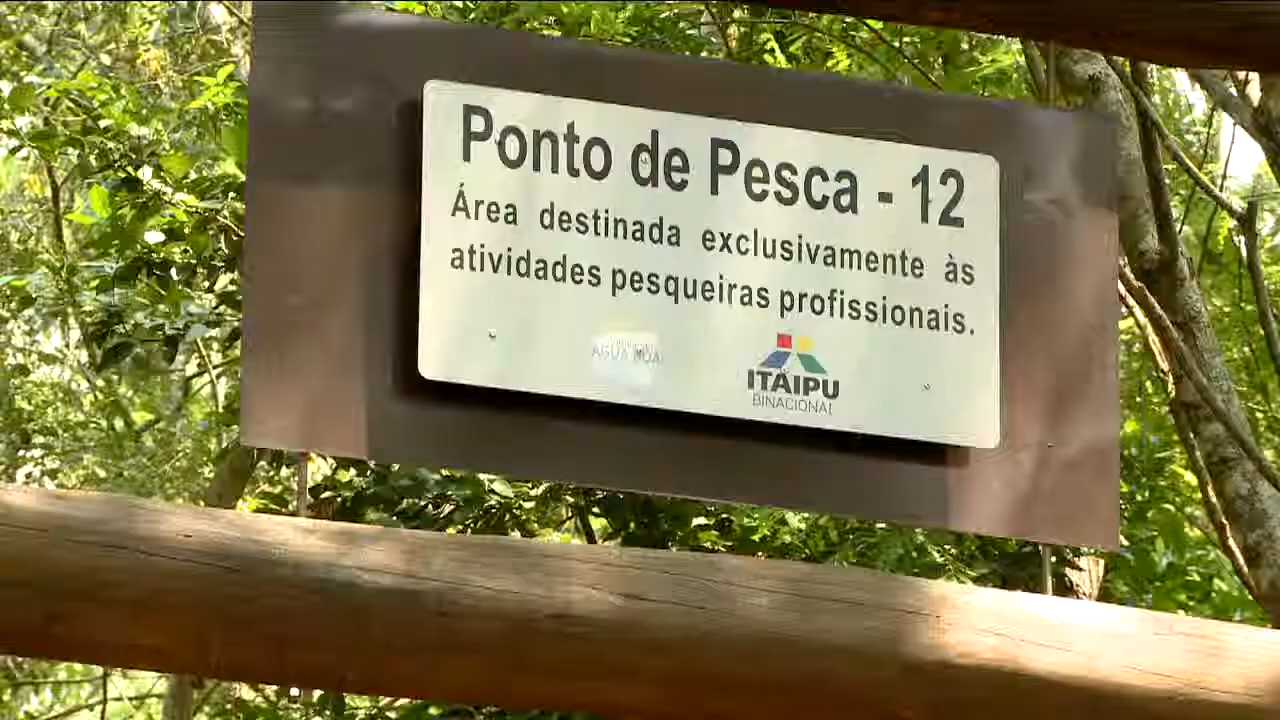 Ponto de Pesca - 12
Área destinada exclusivamente às
atividades pesqueiras profissionais.
ITAIPU
BINACIONAL